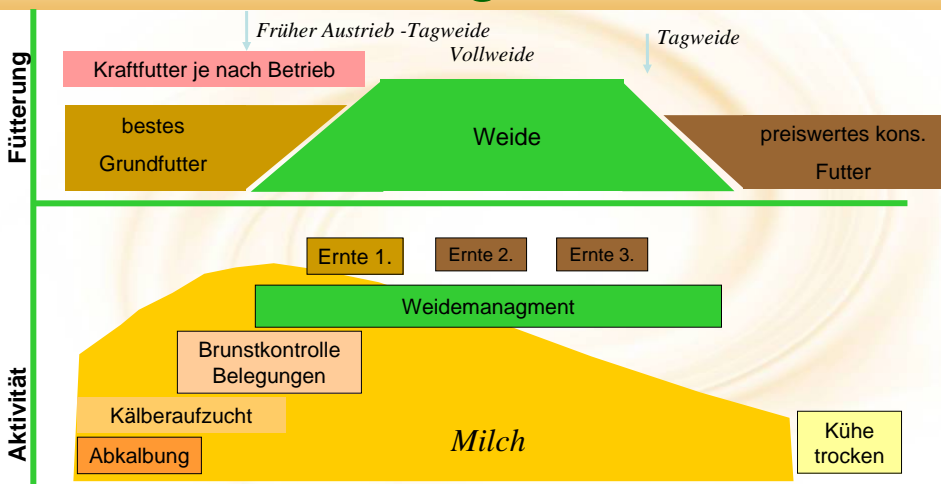 Früher Austrieb -Tagweide
Vollweide
Tagweide
Fütterung
Kraftfutter je nach Betrieb
bestes
Grundfutter
Weide
preiswertes kons.
Futter
Ernte 1.
Ernte 2.
Ernte 3.
Weidemanagment
Aktivität
Brunstkontrolle
Belegungen
Kälberaufzucht
Abkalbung
Milch
Kühe
trocken